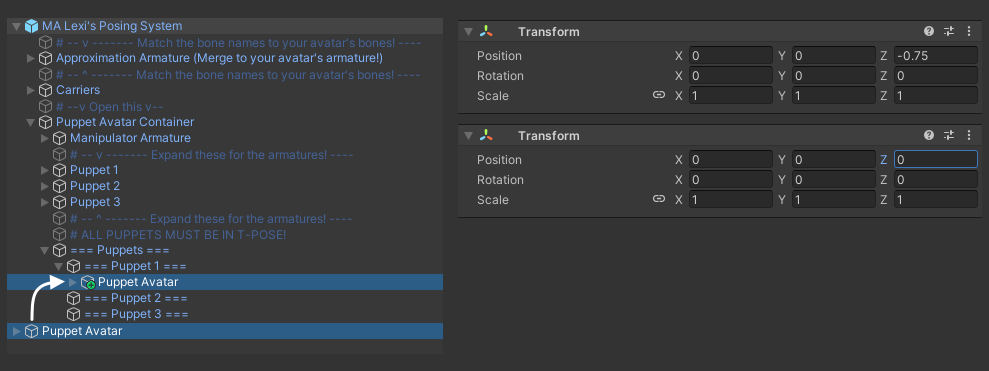 MA Lexi's Posing System
# -- v ------- Match the bone names to your avatar's bones! ----
Approximation Armature (Merge to your avatar's armature!)
# -- ^ ------- Match the bone names to your avatar's bones! ----
Carriers
# --v Open this v--
Puppet Avatar Container
Manipulator Armature
# -- v ------- Expand these for the armatures! ----
Puppet 1
Puppet 2
Puppet 3
# -- ^ ------- Expand these for the armatures! ----
# ALL PUPPETS MUST BE IN T-POSE!
=== Puppets ===
=== Puppet 1 ===
Puppet Avatar
=== Puppet 2 ===
=== Puppet 3 ===
Puppet Avatar
Transform
Position X 0 Y 0 Z -0.75
Rotation X 0 Y 0 Z 0
Scale X 1 Y 1 Z 1
Transform
Position X 0 Y 0 Z 0
Rotation X 0 Y 0 Z 0
Scale X 1 Y 1 Z 1